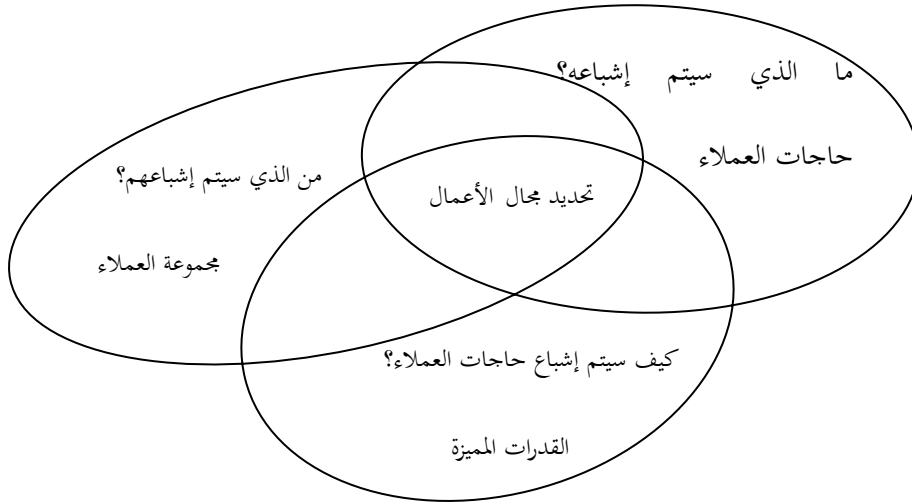 ما الذي سيتم إشباعه؟
حاجات العملاء
من الذي سيتم إشباعهم؟
مجموعة العملاء
تحديد مجال الأعمال
كيف سيتم إشباع حاجات العملاء؟
القدرات المميزة